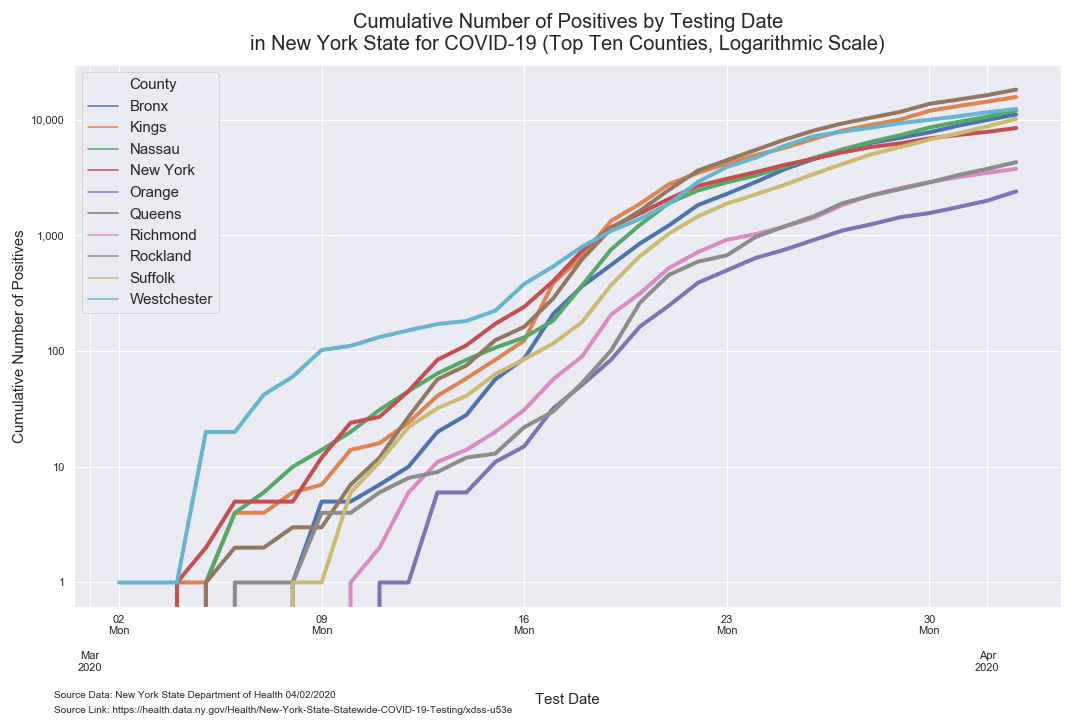 Cumulative Number of Positives by Testing Date
in New York State for COVID-19 (Top Ten Counties, Logarithmic Scale)
County
Bronx
Kings
Nassau
New York
Orange
Queens
Richmond
Rockland
Suffolk
Westchester
Cumulative Number of Positives
10,000
1,000
100
10
1
02
Mon
09
Mon
16
Mon
23
Mon
30
Mon
Mar
2020
Apr
2020
Test Date
Source Data: New York State Department of Health 04/02/2020
Source Link: https://health.data.ny.gov/Health/New-York-State-Statewide-COVID-19-Testing/xdss-u53e